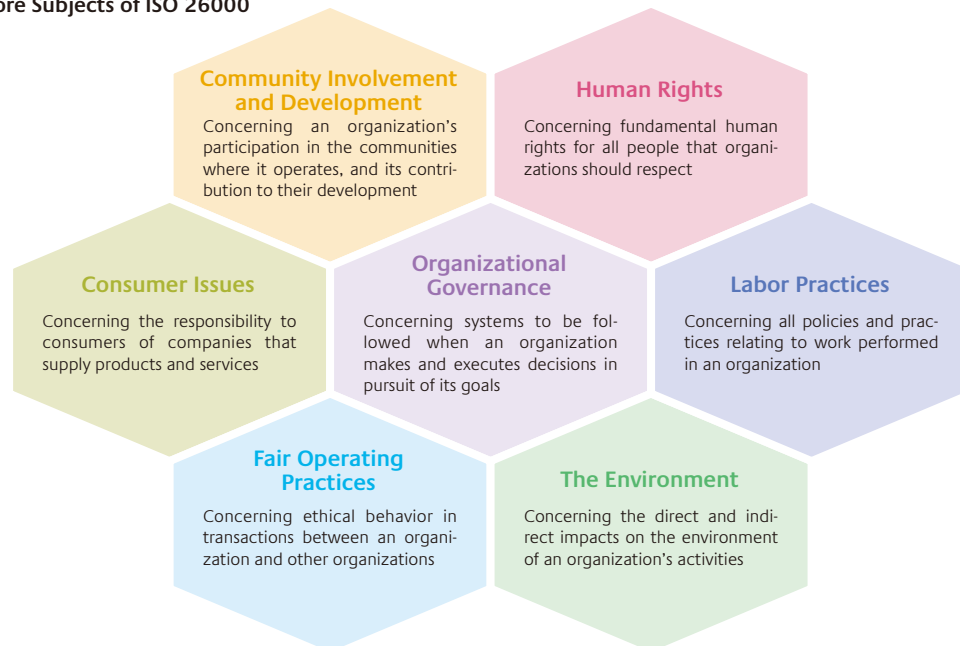 ore Subjects of ISO 26000
Community Involvement
and Development
Concerning an organization's
participation in the communities
where it operates, and its contri-
bution to their development
Human Rights
Concerning fundamental human
rights for all people that organi-
zations should respect
Consumer Issues
Concerning the responsibility to
consumers of companies that
supply products and services
Organizational
Governance
Concerning systems to be fol-
lowed when an organization
makes and executes decisions in
pursuit of its goals
Labor Practices
Concerning all policies and prac-
tices relating to work performed
in an organization
Fair Operating
Practices
Concerning ethical behavior in
transactions between an organi-
zation and other organizations
The Environment
Concerning the direct and indi-
rect impacts on the environment
of an organization's activities